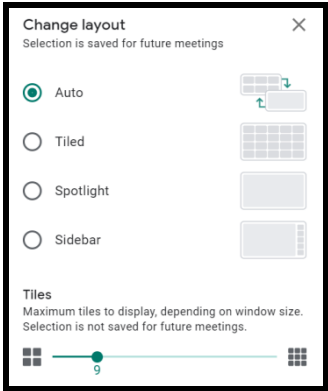 Change layout
Selection is saved for future meetings
Auto
Tiled
Spotlight
Sidebar
Tiles
Maximum tiles to display, depending on window size.
Selection is not saved for future meetings.
9